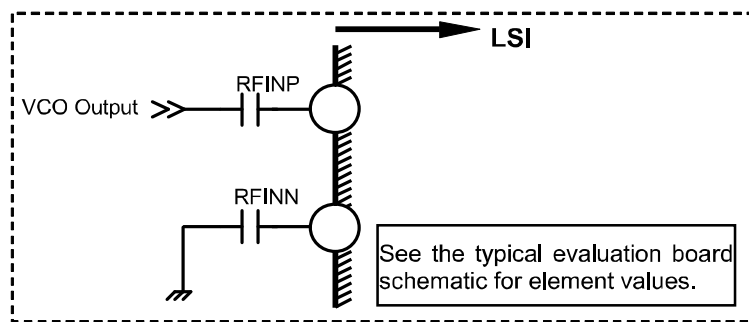 LSI
RFINP
VCO Output
RFINN
See the typical evaluation board
schematic for element values.